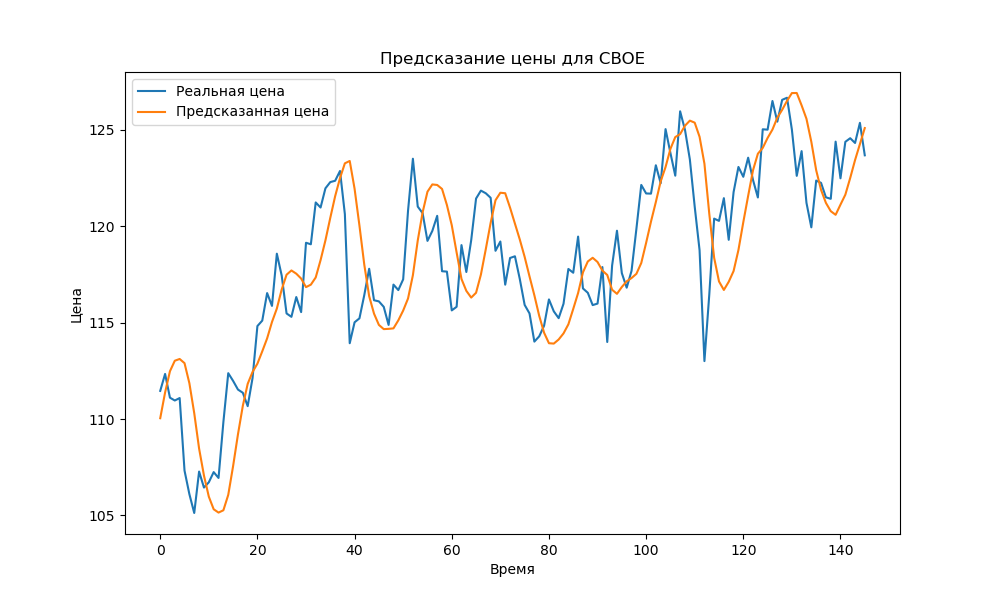 Предсказание цены для CBOE
Реальная цена
Предсказанная цена
Цена
125
120
115
110
105
0 20 40 60 80 100 120 140
Время